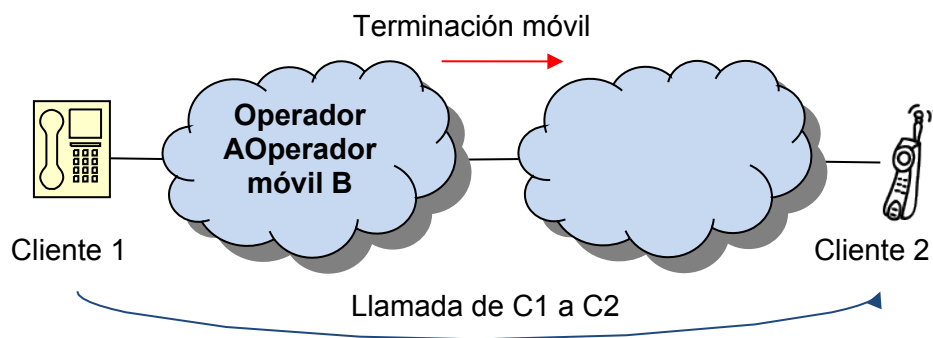 Terminación móvil
Operador
AOperador
móvil B
Cliente 1
Cliente 2
Llamada de C1 a C2